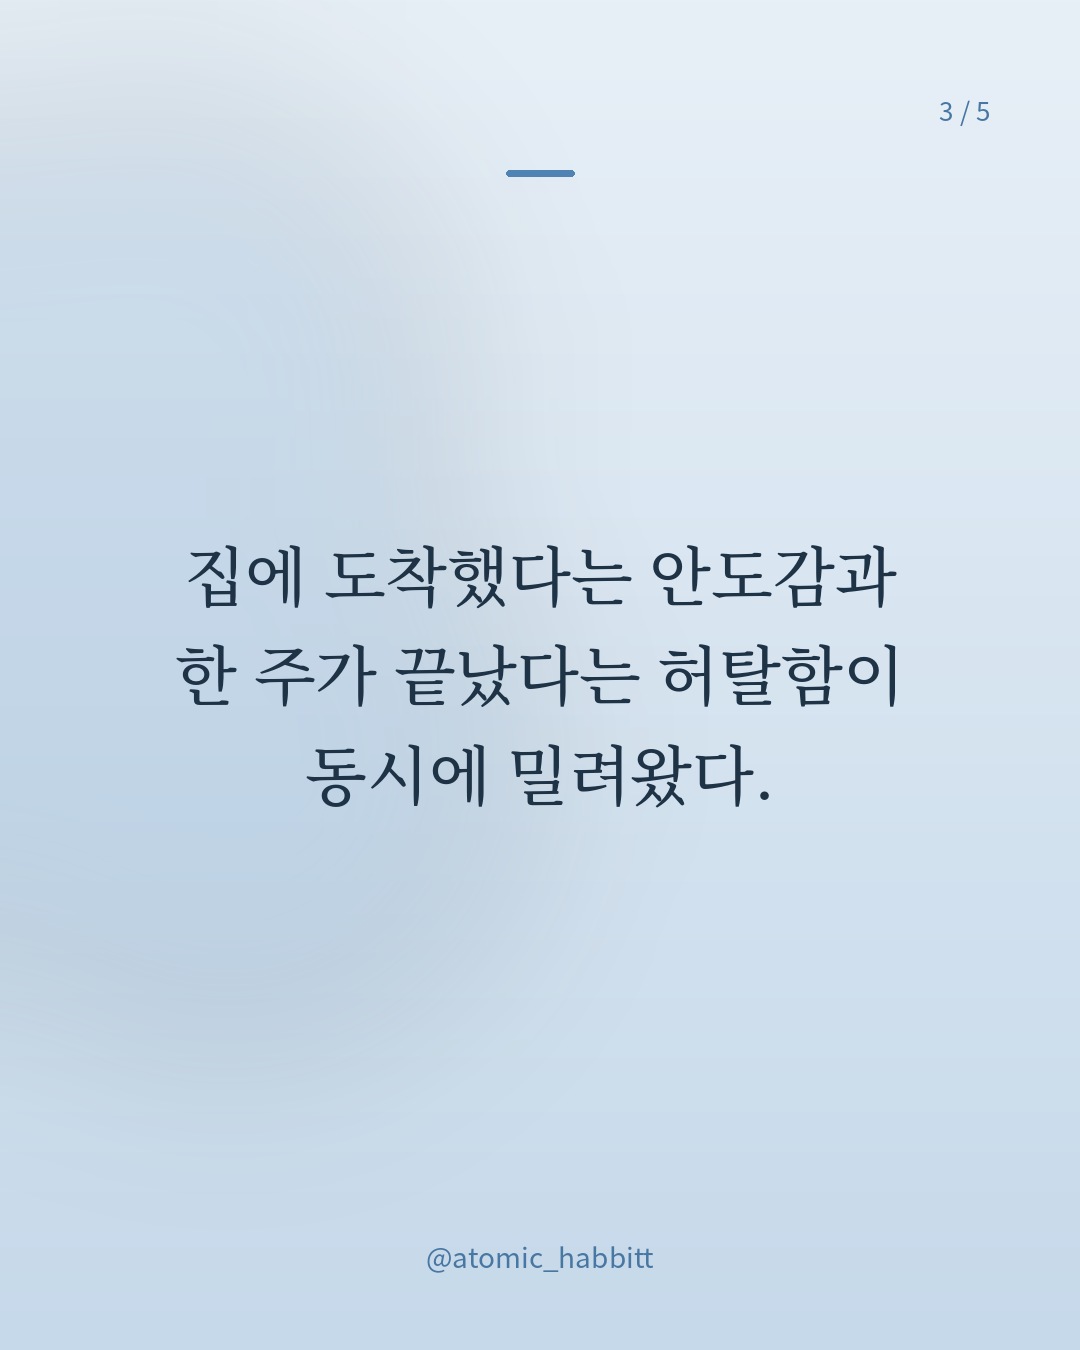 3 / 5
집에 도착했다는 안도감과
한 주가 끝났다는 허탈함이
동시에 밀려왔다.
@atomic_habbitt